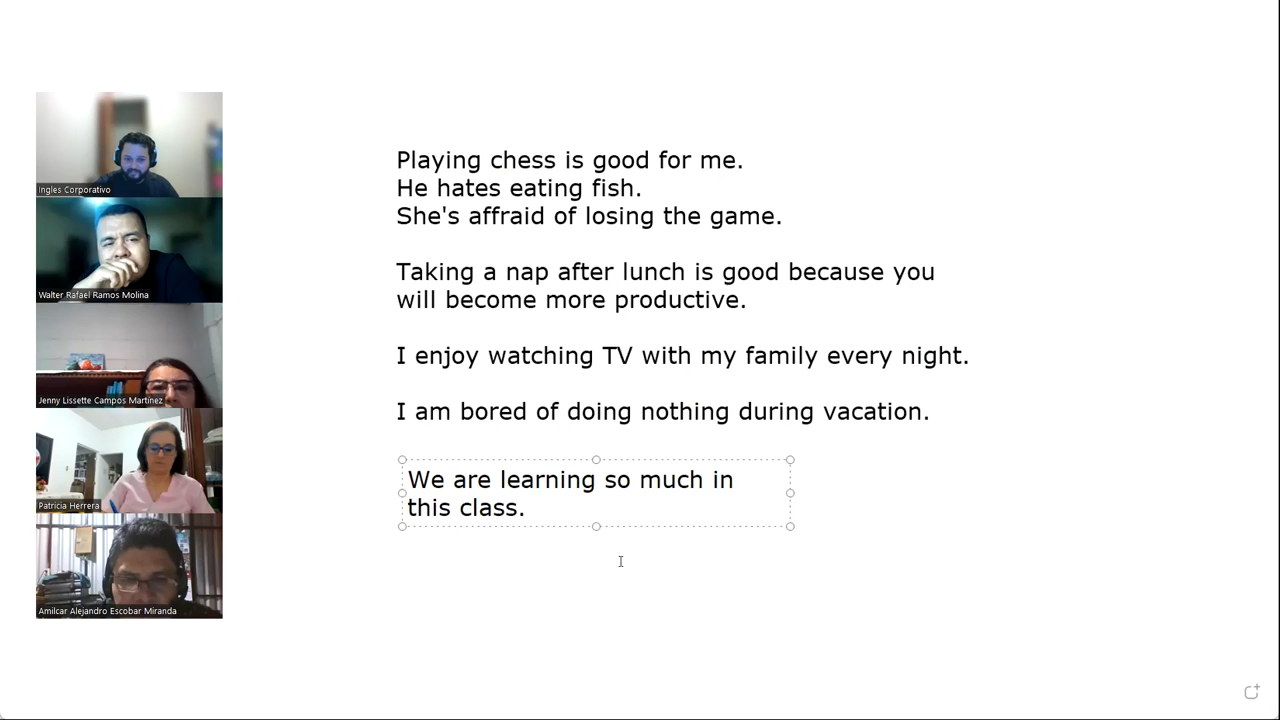 Ingles Corporativo
Walter Rafael Ramos Molina
Jenny Lissette Campos Martínez
Patricia Herrera
Amilcar Alejandro Escobar Miranda
Playing chess is good for me.
He hates eating fish.
She's affraid of losing the game.
Taking a nap after lunch is good because you
will become more productive.
I enjoy watching TV with my family every night.
I am bored of doing nothing during vacation.
We are learning so much in
this class.